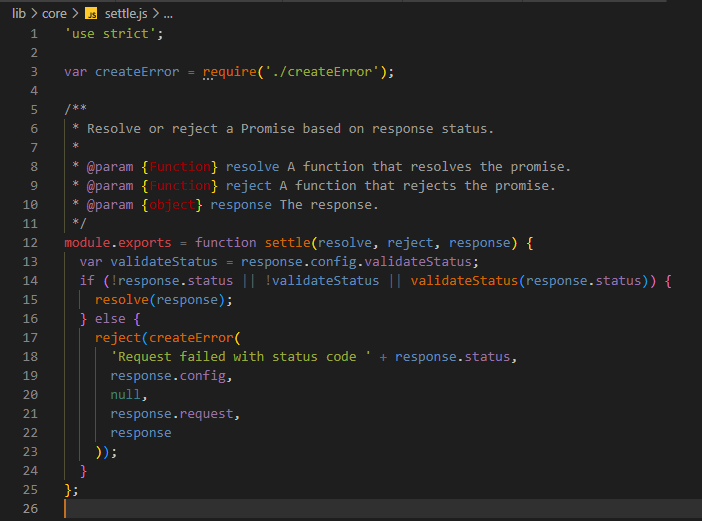 lib > core > JS settle.js > ...
1 'use strict';
2
3 var createError = require('./createError');
4
5 /**
6  * Resolve or reject a Promise based on response status.
7  *
8  * @param {Function} resolve A function that resolves the promise.
9  * @param {Function} reject A function that rejects the promise.
10  * @param {object} response The response.
11  */
12 module.exports = function settle(resolve, reject, response) {
13   var validateStatus = response.config.validateStatus;
14   if (!response.status || !validateStatus || validateStatus(response.status)) {
15     resolve(response);
16   } else {
17     reject(createError(
18       'Request failed with status code ' + response.status,
19       response.config,
20       null,
21       response.request,
22       response
23     ));
24   }
25 };
26